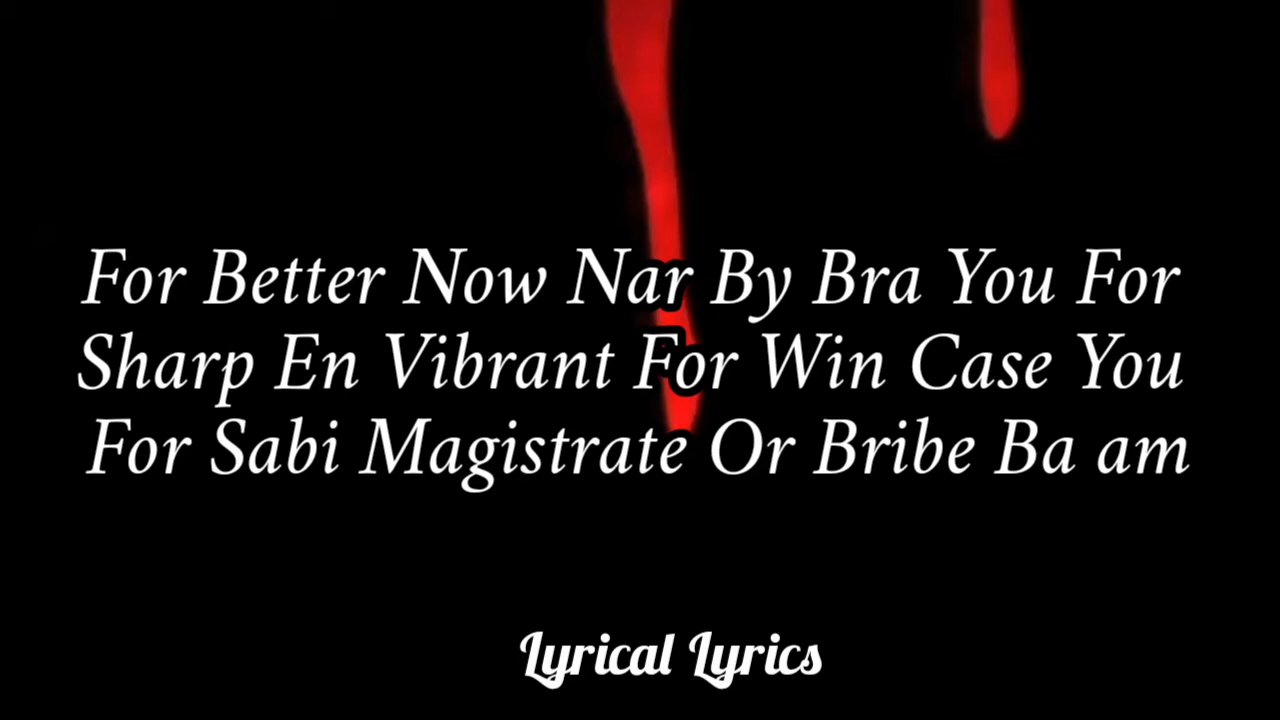 For Better Now Nar By Bra You For
Sharp En Vibrant For Win Case You
For Sabi Magistrate Or Bribe Ba am
Lyrical Lyrics